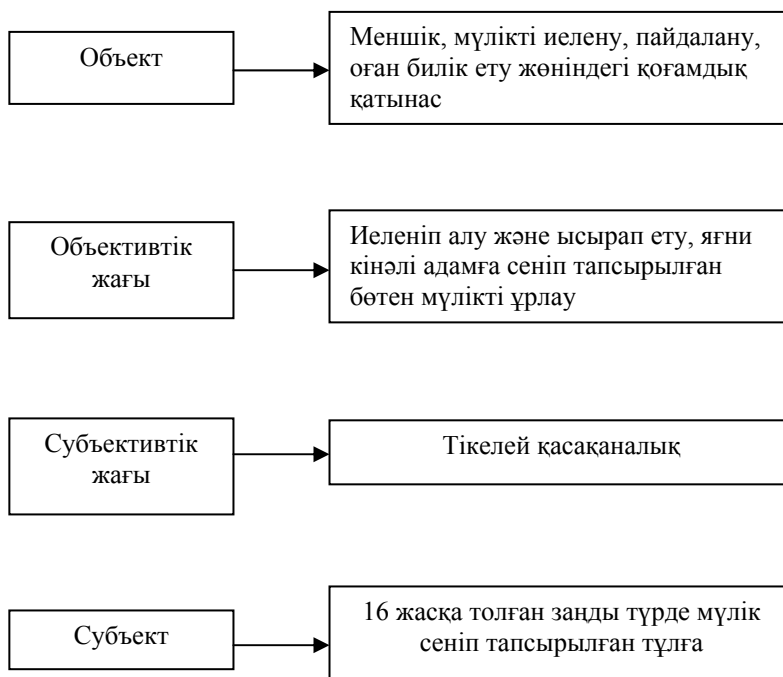 Объект
Меншік, мүлікті иелену, пайдалану,
оған билік ету жөніндегі қоғамдық
қатынас
Объективтік
жағы
Иеленіп алу және ысырап ету, яғни
кінәлі адамға сеніп тапсырылған
бөтен мүлікті ұрлау
Субъективтік
жағы
Тікелей қасақаналық
Субъект
16 жасқа толған заңды түрде мүлік
сеніп тапсырылған тұлға